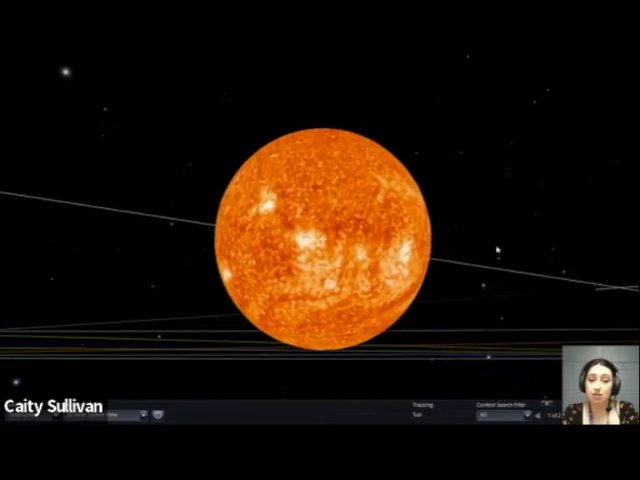 Caity Sullivan
Tracking
Sun
Context Search Filter
All